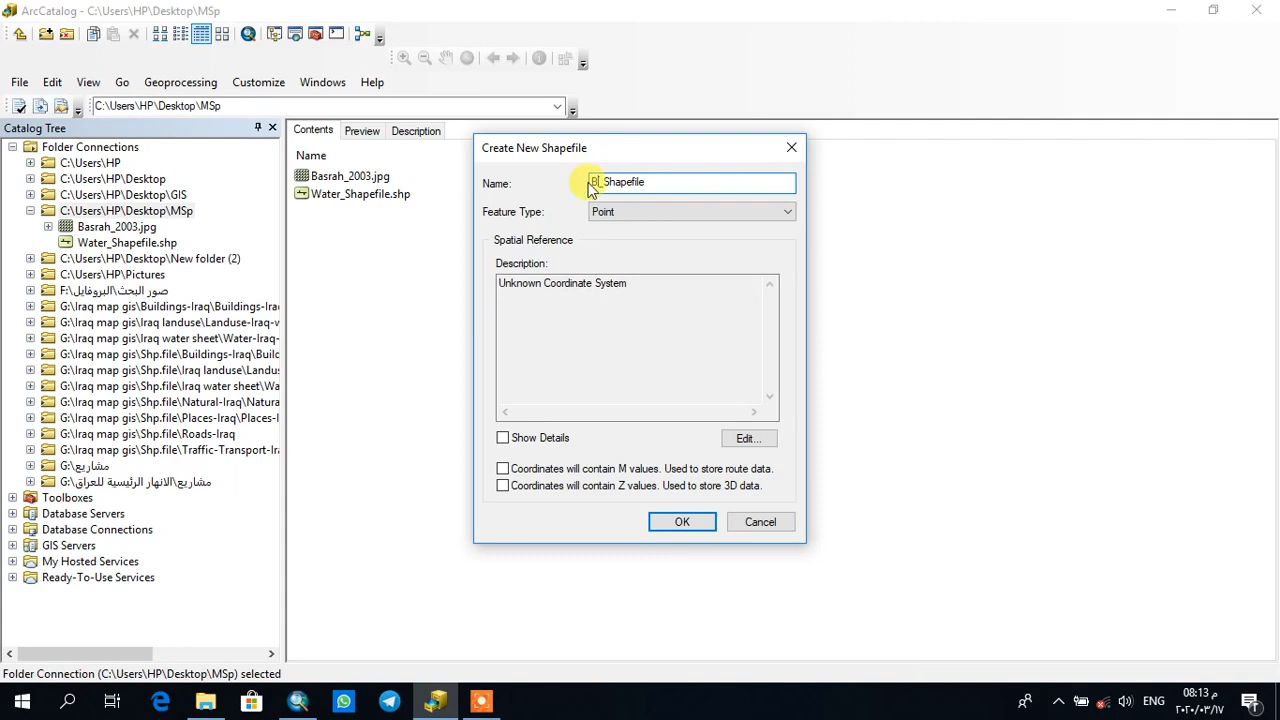 ArcCatalog - C:\Users\HP\Desktop\MSp
File Edit View Go Geoprocessing Customize Windows Help
C:\Users\HP\Desktop\MSp
Catalog Tree
Folder Connections
C:\Users\HP
C:\Users\HP\Desktop
C:\Users\HP\Desktop\GIS
C:\Users\HP\Desktop\MSp
Basrah_2003.jpg
Water_Shapefile.shp
C:\Users\HP\Desktop\New folder (2)
C:\Users\HP\Pictures
F:\صور البحث\البروفايل
G:\Iraq map gis\Buildings-Iraq\Buildings-Iraq
G:\Iraq map gis\Iraq landuse\Landuse-Iraq-w
G:\Iraq map gis\Iraq water sheet\Water-Iraq
G:\Iraq map gis\Shp.file\Buildings-Iraq\Build
G:\Iraq map gis\Shp.file\Iraq landuse\Landus
G:\Iraq map gis\Shp.file\Iraq water sheet\Wa
G:\Iraq map gis\Shp.file\Natural-Iraq\Natura
G:\Iraq map gis\Shp.file\Places-Iraq\Places-
G:\Iraq map gis\Shp.file\Roads-Iraq
G:\Iraq map gis\Shp.file\Traffic-Transport-Ira
G:\مشاريع
G:\مشاريع\الانهار الرئيسية للعراق
Toolboxes
Database Servers
Database Connections
GIS Servers
My Hosted Services
Ready-To-Use Services
Contents Preview Description
Name
Basrah_2003.jpg
Water_Shapefile.shp
Create New Shapefile
Name: _Shapefile
Feature Type: Point
Spatial Reference
Description:
Unknown Coordinate System
Show Details
Edit...
Coordinates will contain M values. Used to store route data.
Coordinates will contain Z values. Used to store 3D data.
OK Cancel
Folder Connection (C:\Users\HP\Desktop\MSp) selected
ENG
08:13 م
٢٠٢٠/٠٣/١٧